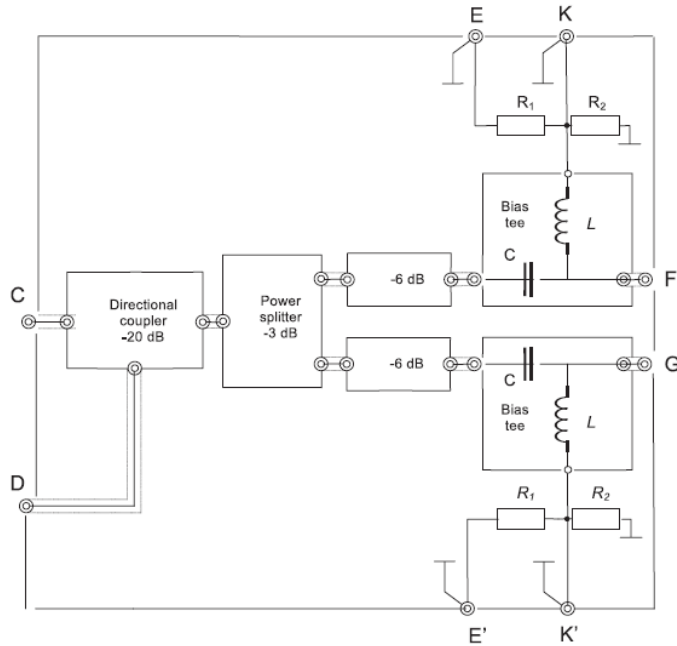 E
K
R₁
R₂
Bias
tee
L
C
F
C
Directional
coupler
-20 dB
Power
splitter
-3 dB
-6 dB
-6 dB
G
C
Bias
tee
L
D
R₁
R₂
E'
K'